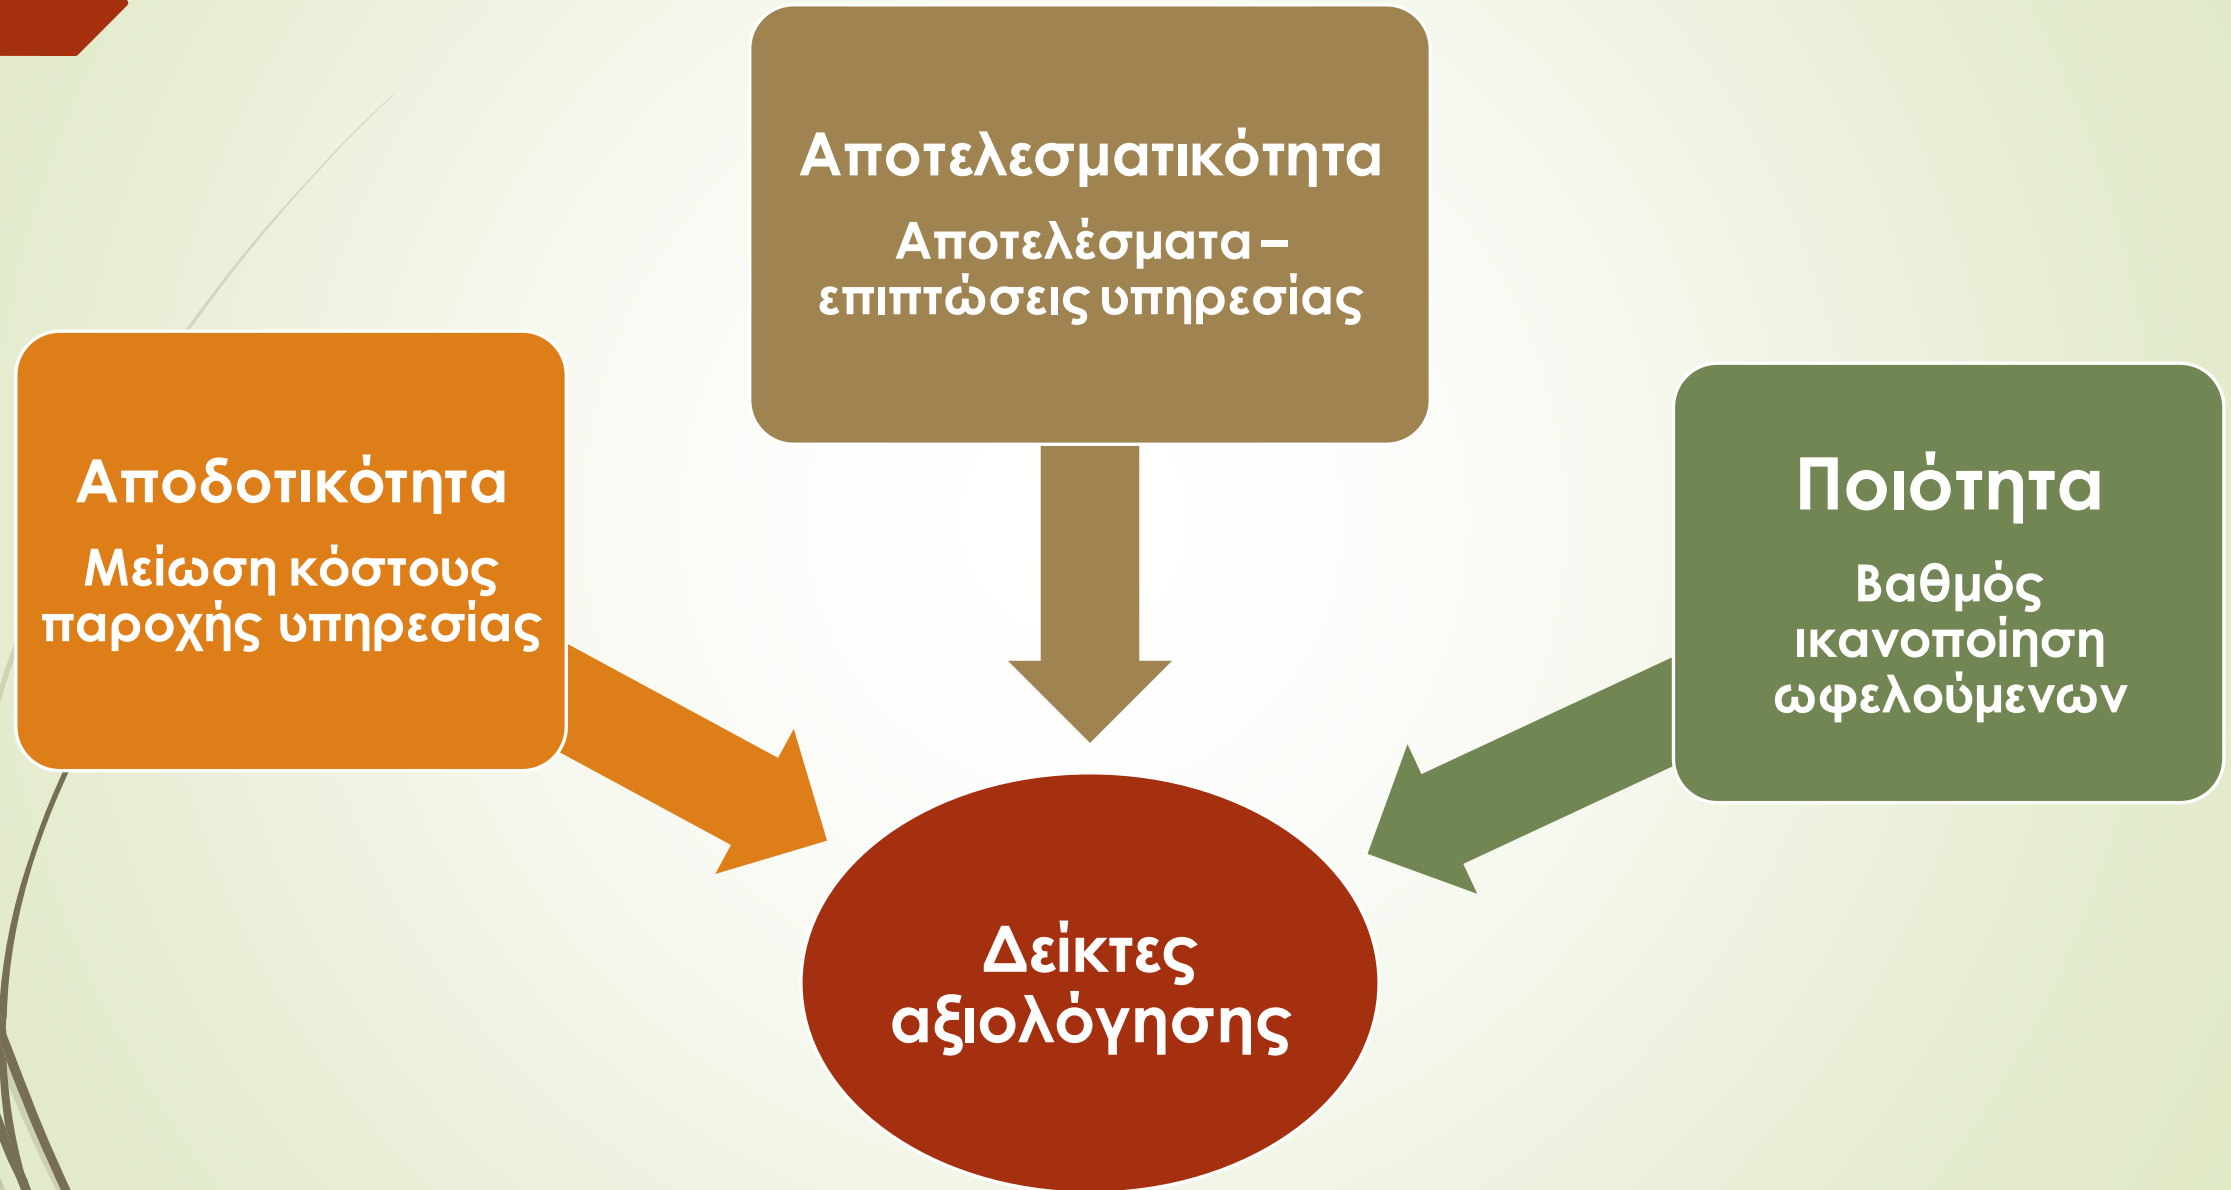 Αποτελεσματικότητα
Αποτελέσματα –
επιπτώσεις υπηρεσίας
Αποδοτικότητα
Μείωση κόστους
παροχής υπηρεσίας
Ποιότητα
Βαθμός
ικανοποίηση
ωφελούμενων
Δείκτες
αξιολόγησης